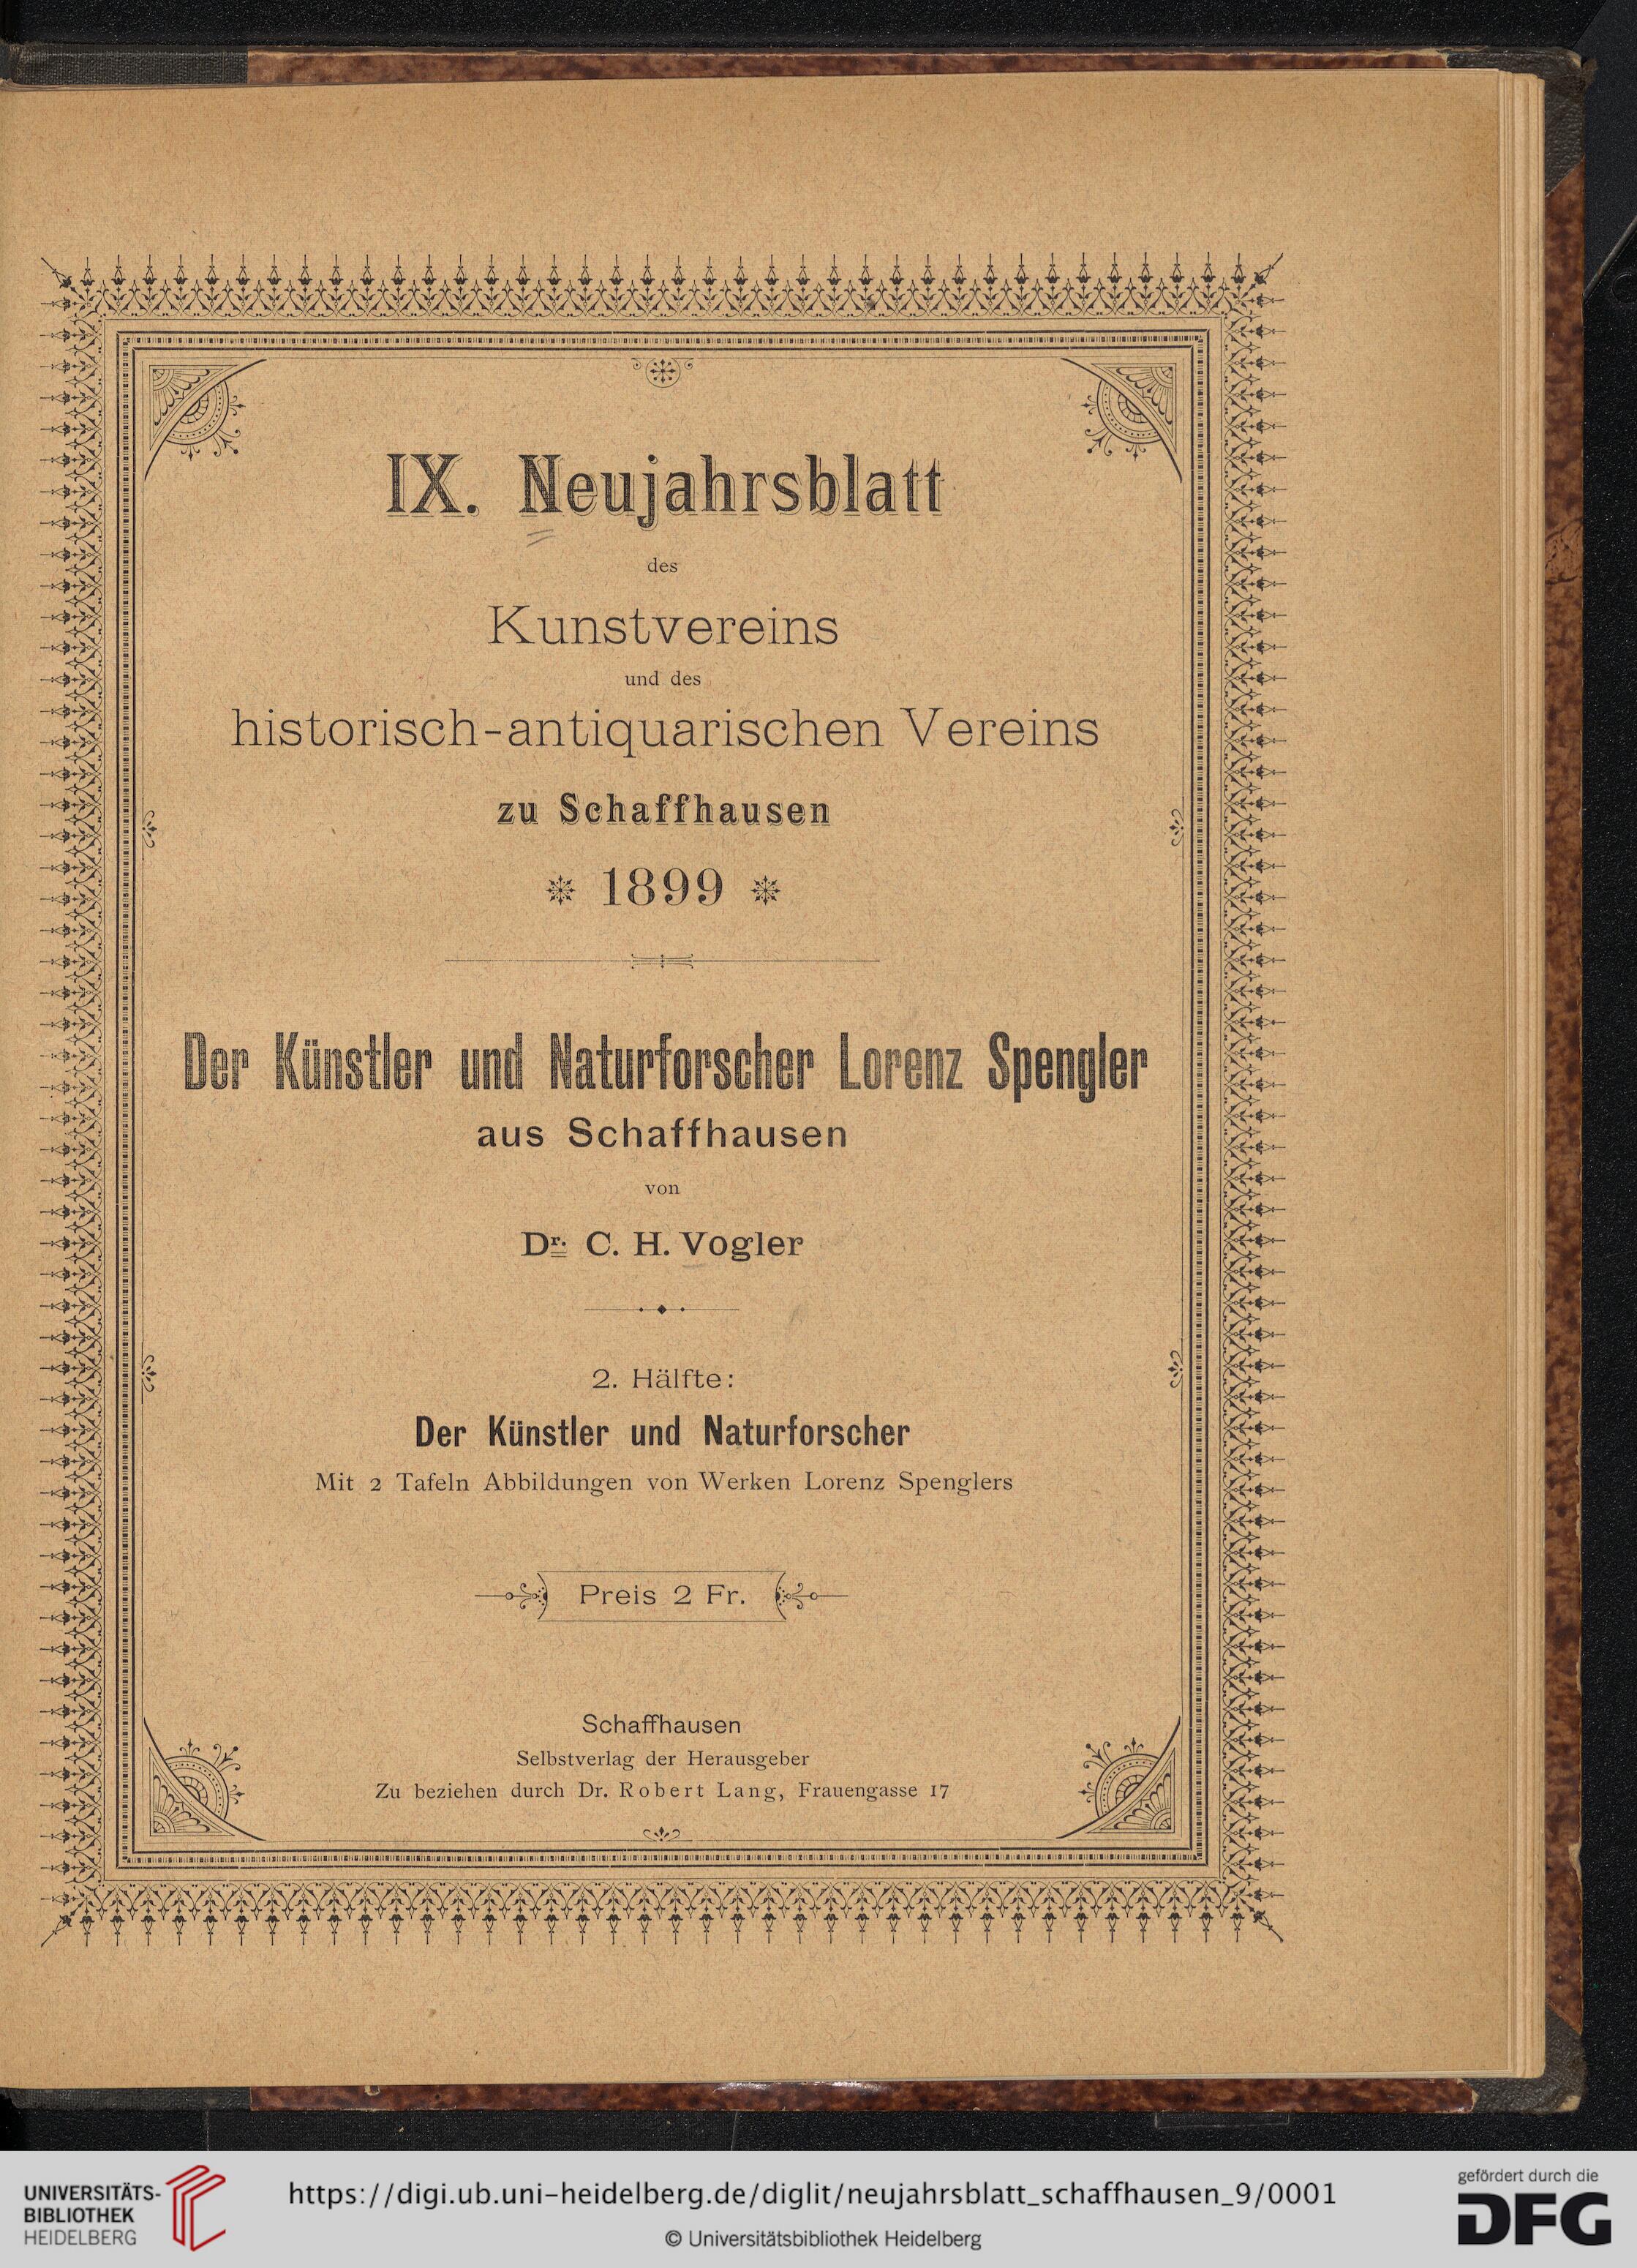 IX. Neujahrsblatt
des
Kunstvereins
und des
historisch-antiquarischen Vereins
zu Schaffhausen
1899
Der Künstler und Naturforscher Lorenz Spengler
aus Schaffhausen
von
Dr. C. H. Vogler
2. Hälfte:
Der Künstler und Naturforscher
Mit 2 Tafeln Abbildungen von Werken Lorenz Spenglers
Preis 2 Fr.
Schaffhausen
Selbstverlag der Herausgeber
Zu beziehen durch Dr. Robert Lang, Frauengasse 17
UNIVERSITÄTS-
BIBLIOTHEK
HEIDELBERG
https://digi.ub.uni-heidelberg.de/diglit/neujahrsblatt_schaffhausen_9/0001
© Universitätsbibliothek Heidelberg
gefördert durch die
DFG